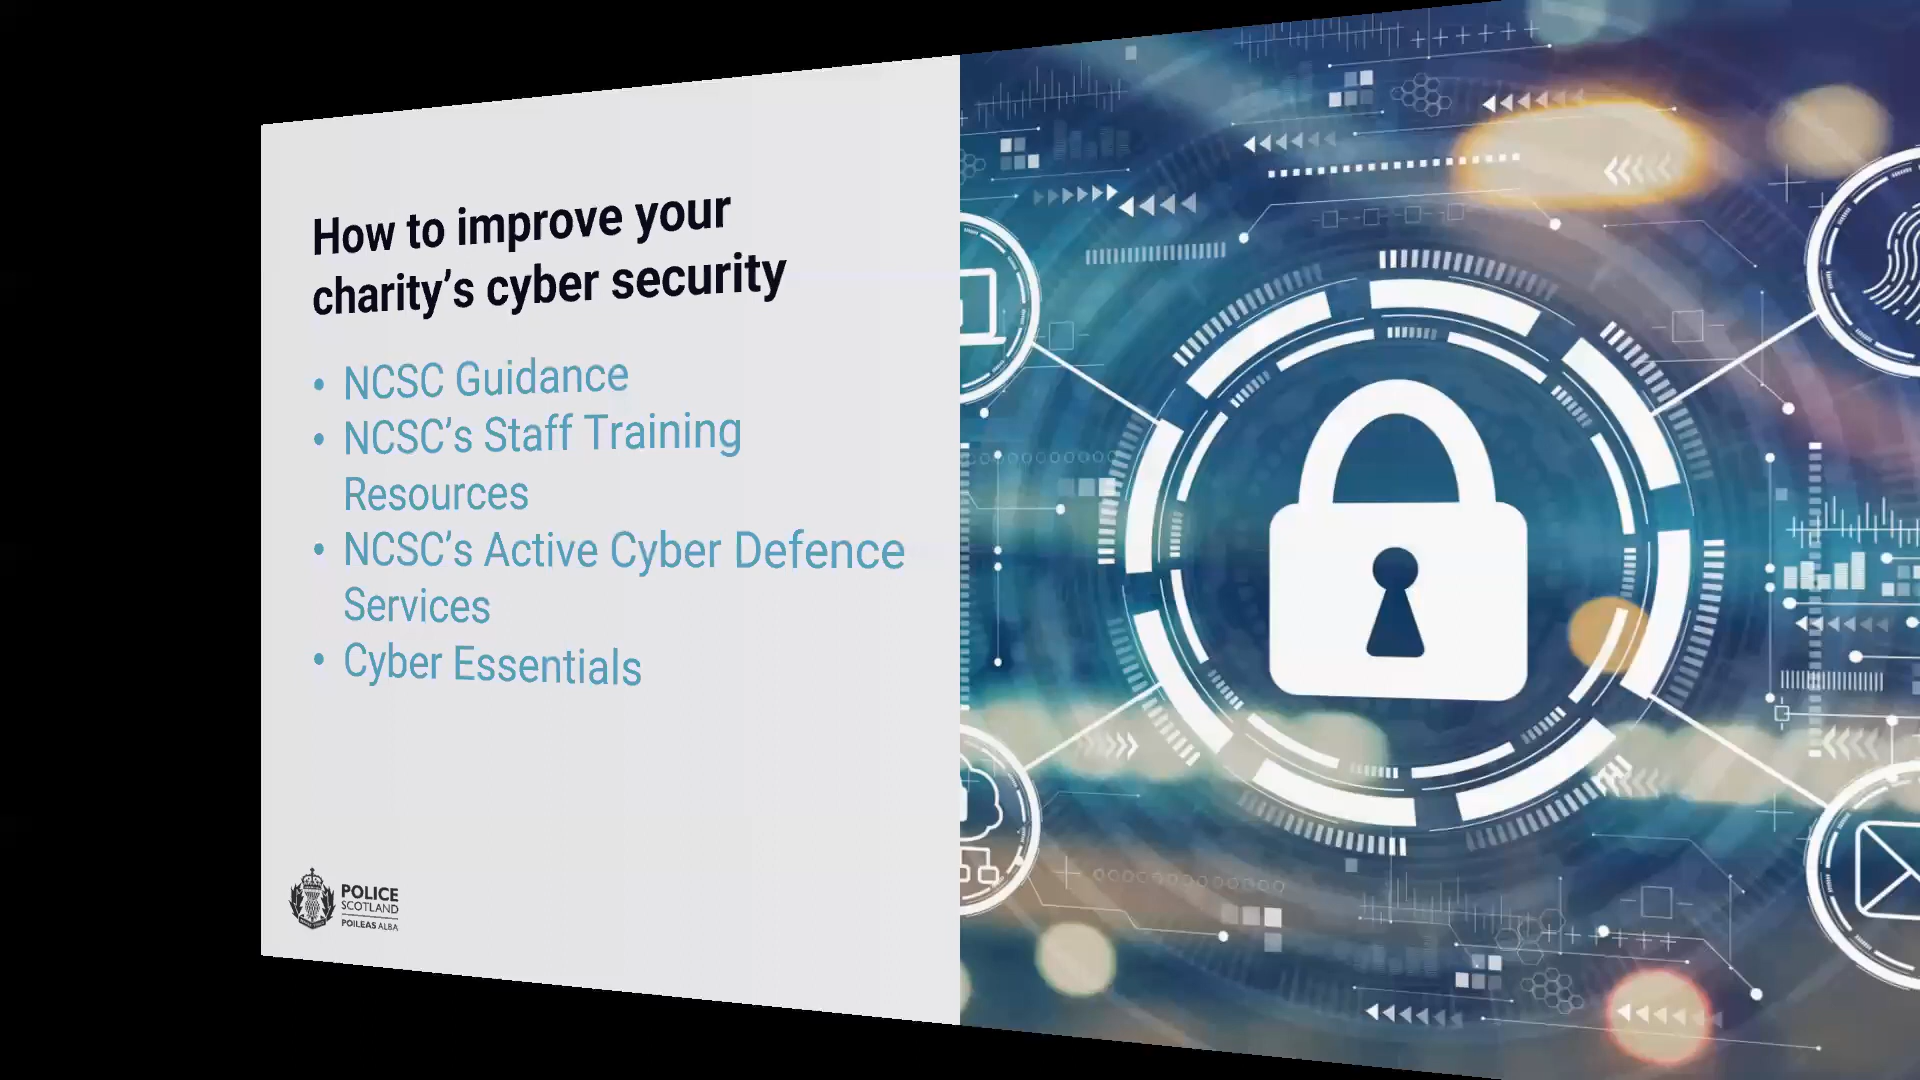 How to improve your
charity's cyber security
• NCSC Guidance
• NCSC's Staff Training
Resources
• NCSC's Active Cyber Defence
Services
• Cyber Essentials
POLICE
SCOTLAND
POILEAS ALBA